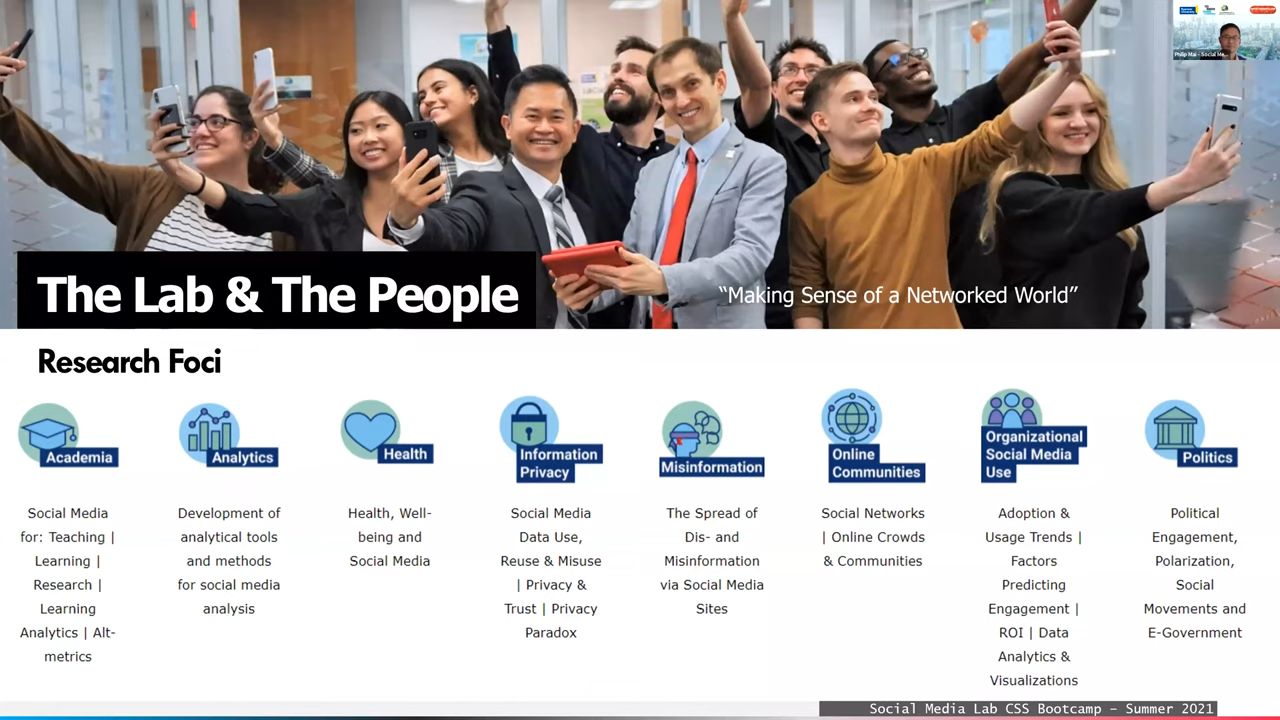 Philip Mai - Social Me...
The Lab & The People
“Making Sense of a Networked World”
Research Foci
Academia
Social Media
for: Teaching |
Learning |
Research |
Learning
Analytics | Alt-
metrics
Analytics
Development of
analytical tools
and methods
for social media
analysis
Health
Health, Well-
being and
Social Media
Information
Privacy
Social Media
Data Use,
Reuse & Misuse
| Privacy &
Trust | Privacy
Paradox
Misinformation
The Spread of
Dis- and
Misinformation
via Social Media
Sites
Online
Communities
Social Networks
| Online Crowds
& Communities
Organizational
Social Media
Use
Adoption &
Usage Trends |
Factors
Predicting
Engagement |
ROI | Data
Analytics &
Visualizations
Politics
Political
Engagement,
Polarization,
Social
Movements and
E-Government
Social Media Lab CSS Bootcamp – Summer 2021